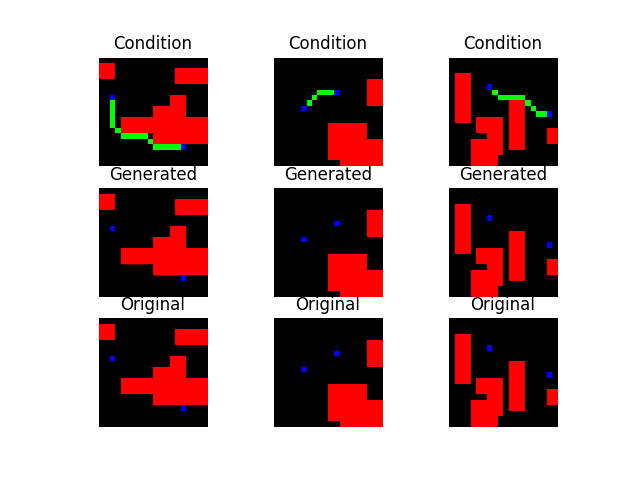 Condition Condition Condition
Generated Generated Generated
Original Original Original